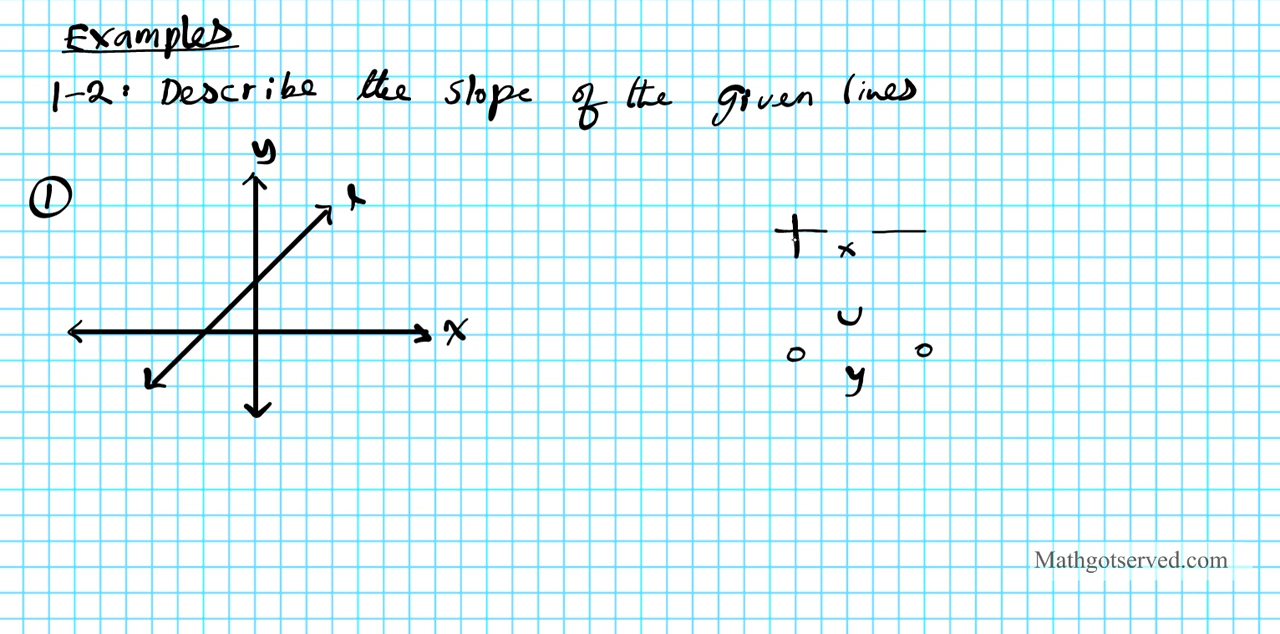 Examples
1-2: Describe the slope of the given lines
①
y
x
+ x -
U
o o
y
Mathgotserved.com